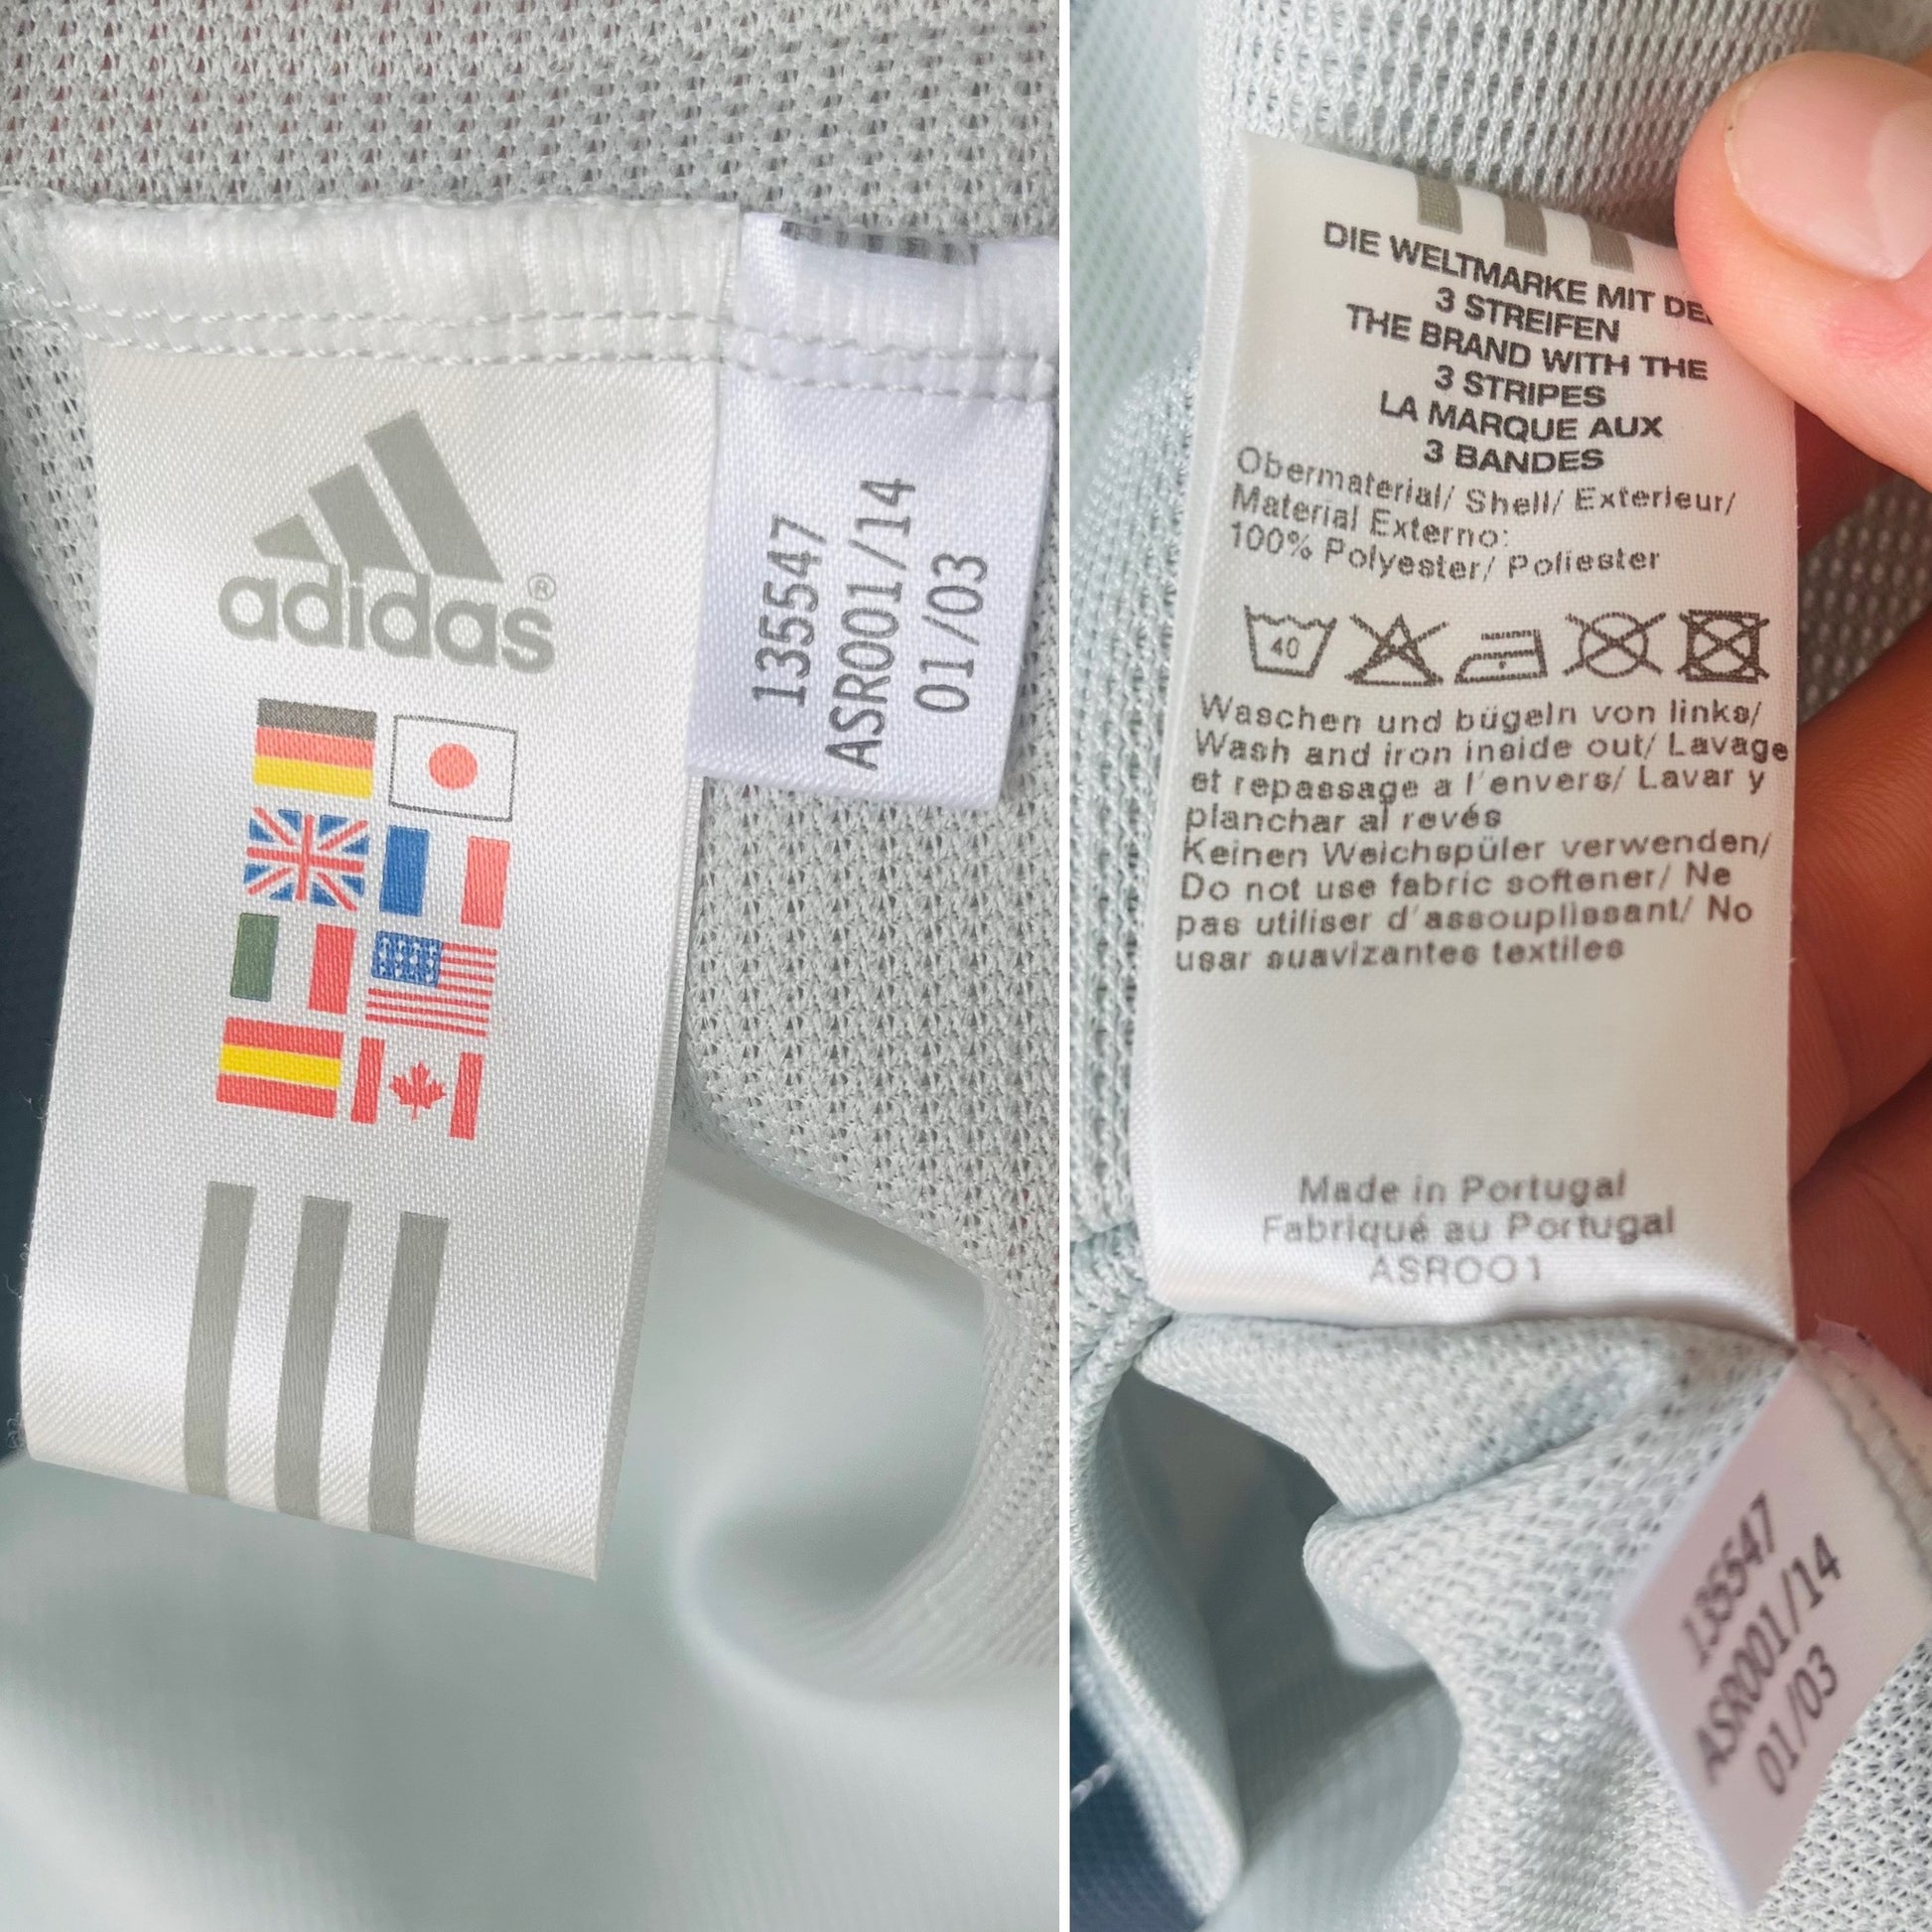 adidas®
135547
ASR001/14
01/03
DIE WELTMARKE MIT
3 STREIFEN
THE BRAND WITH THE
3 STRIPES
LA MARQUE AUX
3 BANDES
Obermaterial/ Shell/ Exterieur/
Material Externo:
100% Polyester/ Poliester
40
Waschen und bügeln von links/
Wash and iron inside out/ Lavage
et repassage a l'envers/ Lavar y
planchar al revés
Keinen Weichspüler verwenden/
Do not use fabric softener/ Ne
pas utiliser d'assouplissant/ No
usar suavizantes textiles
Made in Portugal
Fabriqué au Portugal
ASR001
135547
ASR001/14
01/03